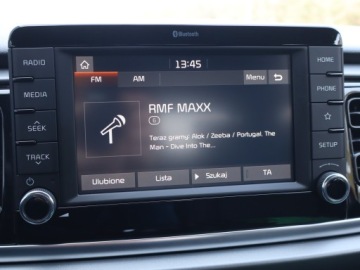 Bluetooth
RADIO
MEDIA
SEEK
TRACK
13:45
FM AM Menu
RMF MAXX
6
Teraz gramy: Alok / Zeeba / Portugal. The
Man - Dive Into The...
Ulubione Lista Szukaj TA
HOME
PHONE
SETUP